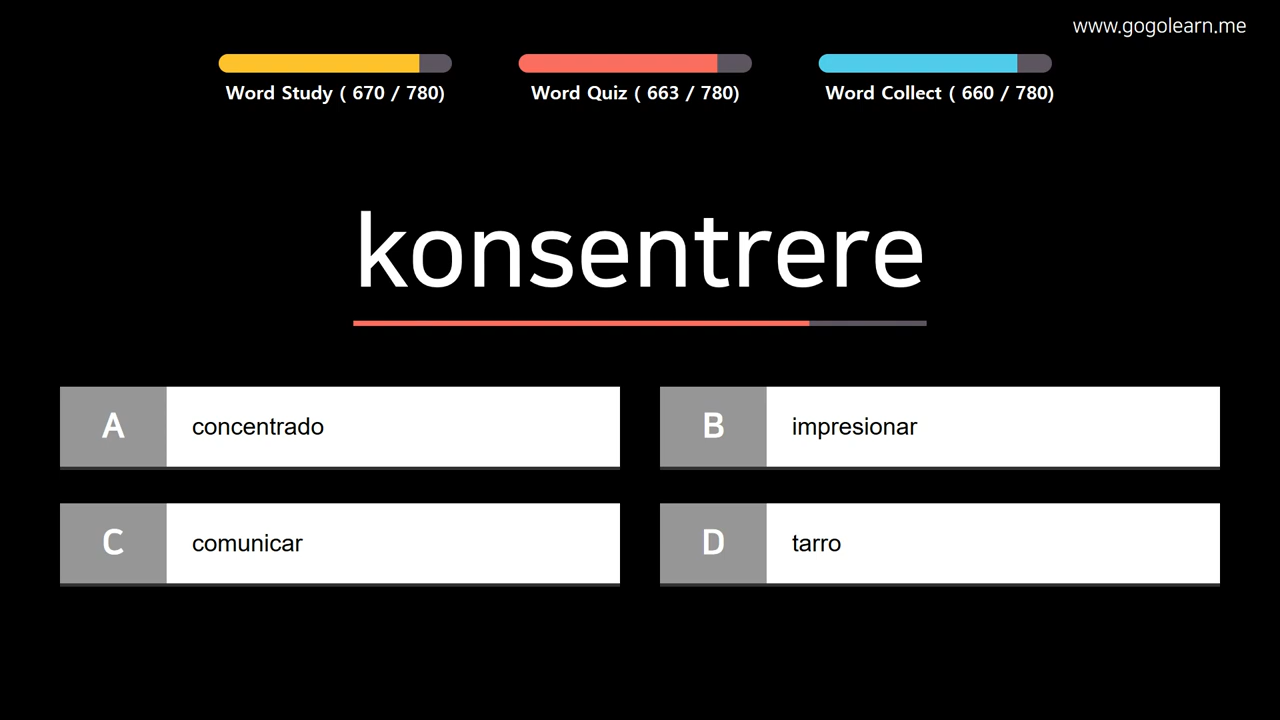 www.gogolearn.me
Word Study ( 670 / 780)
Word Quiz ( 663 / 780)
Word Collect ( 660 / 780)
konsentrere
A concentrado
B impresionar
C comunicar
D tarro